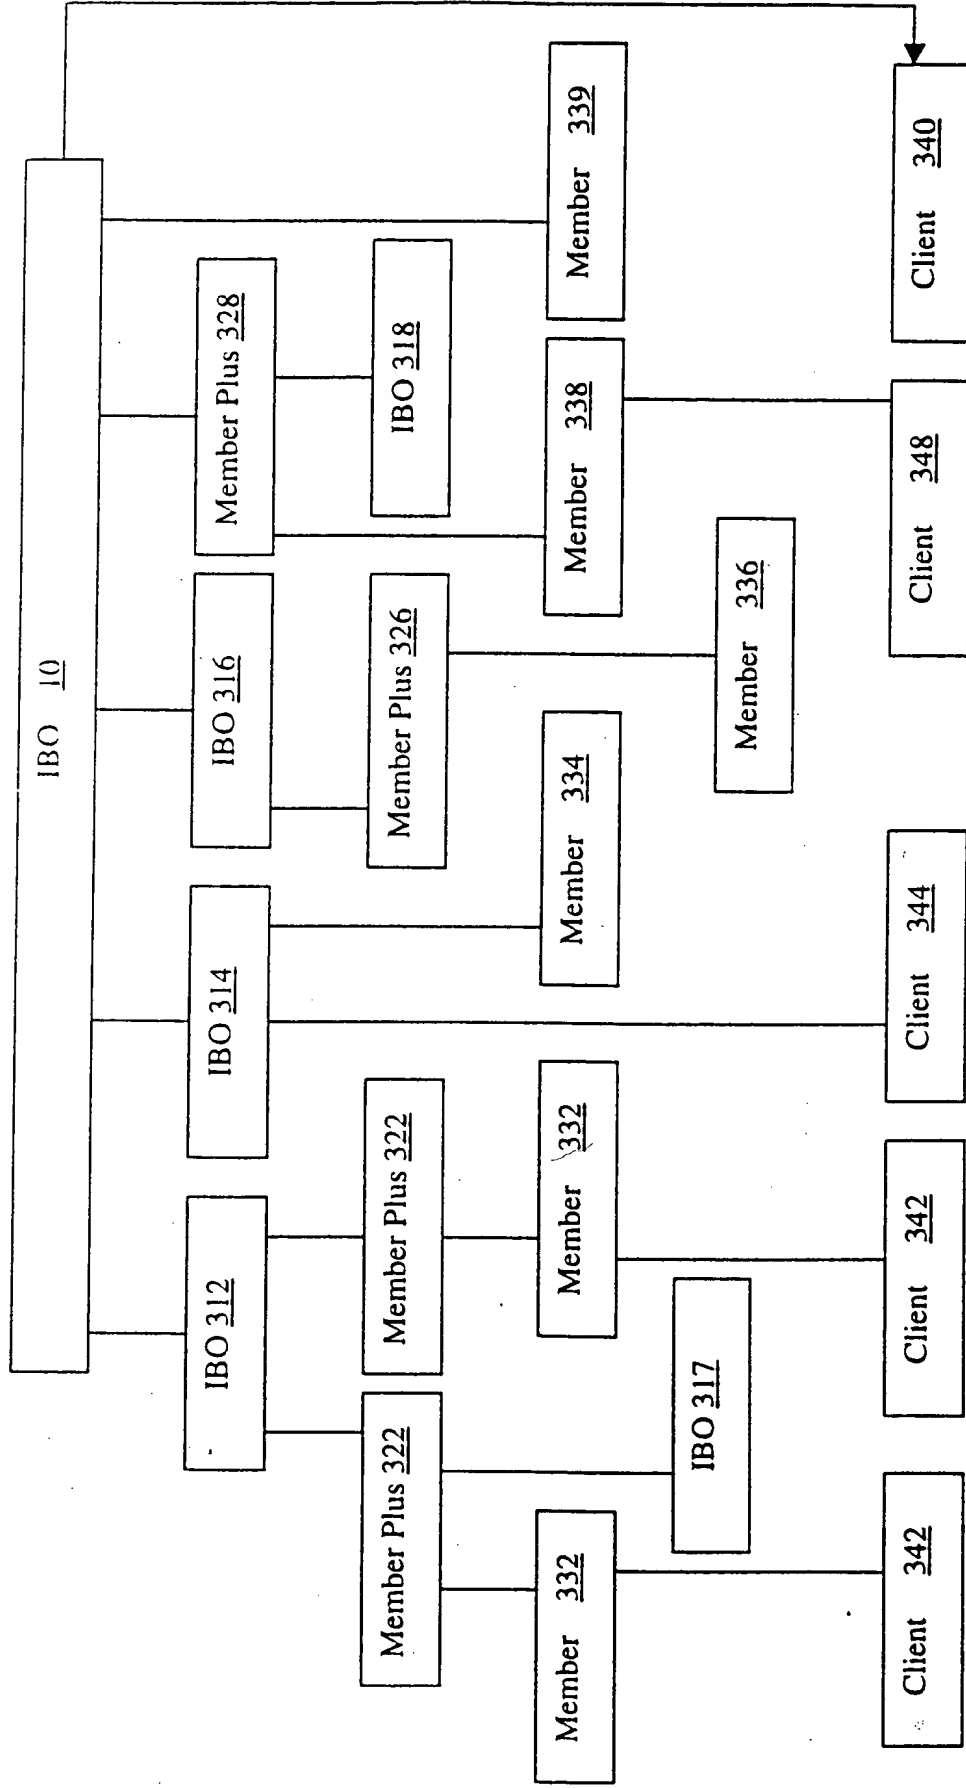 IBO 10
IBO 312
IBO 314
IBO 316
Member Plus 328
Member Plus 322
Member Plus 322
Member Plus 326
IBO 318
Member 332
Member 332
Member 334
Member 338
Member 339
IBO 317
Member 336
Client 342
Client 342
Client 344
Client 348
Client 340